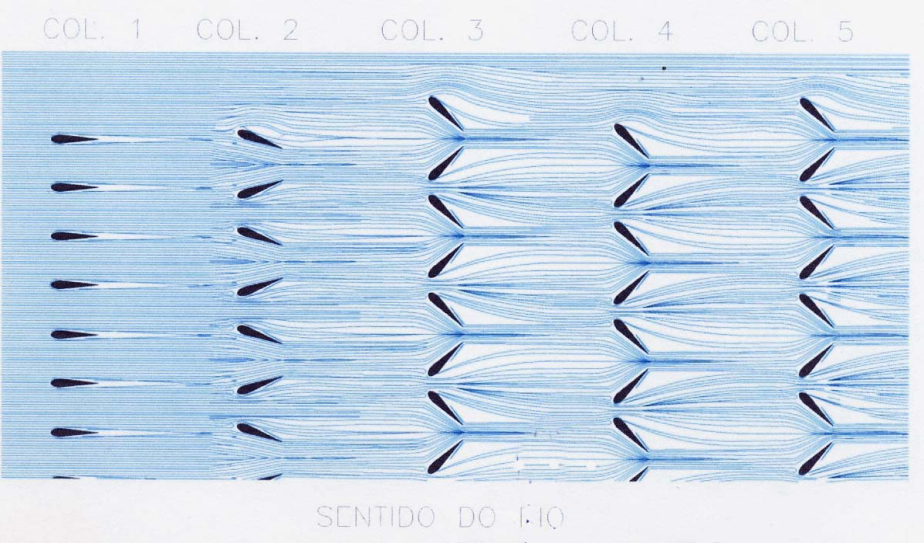 COL. 1 COL. 2 COL. 3 COL. 4 COL. 5
SENTIDO DO RIO